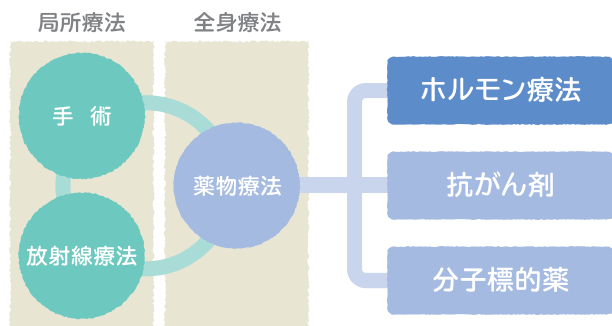 局所療法
全身療法
手術
放射線療法
薬物療法
ホルモン療法
抗がん剤
分子標的薬